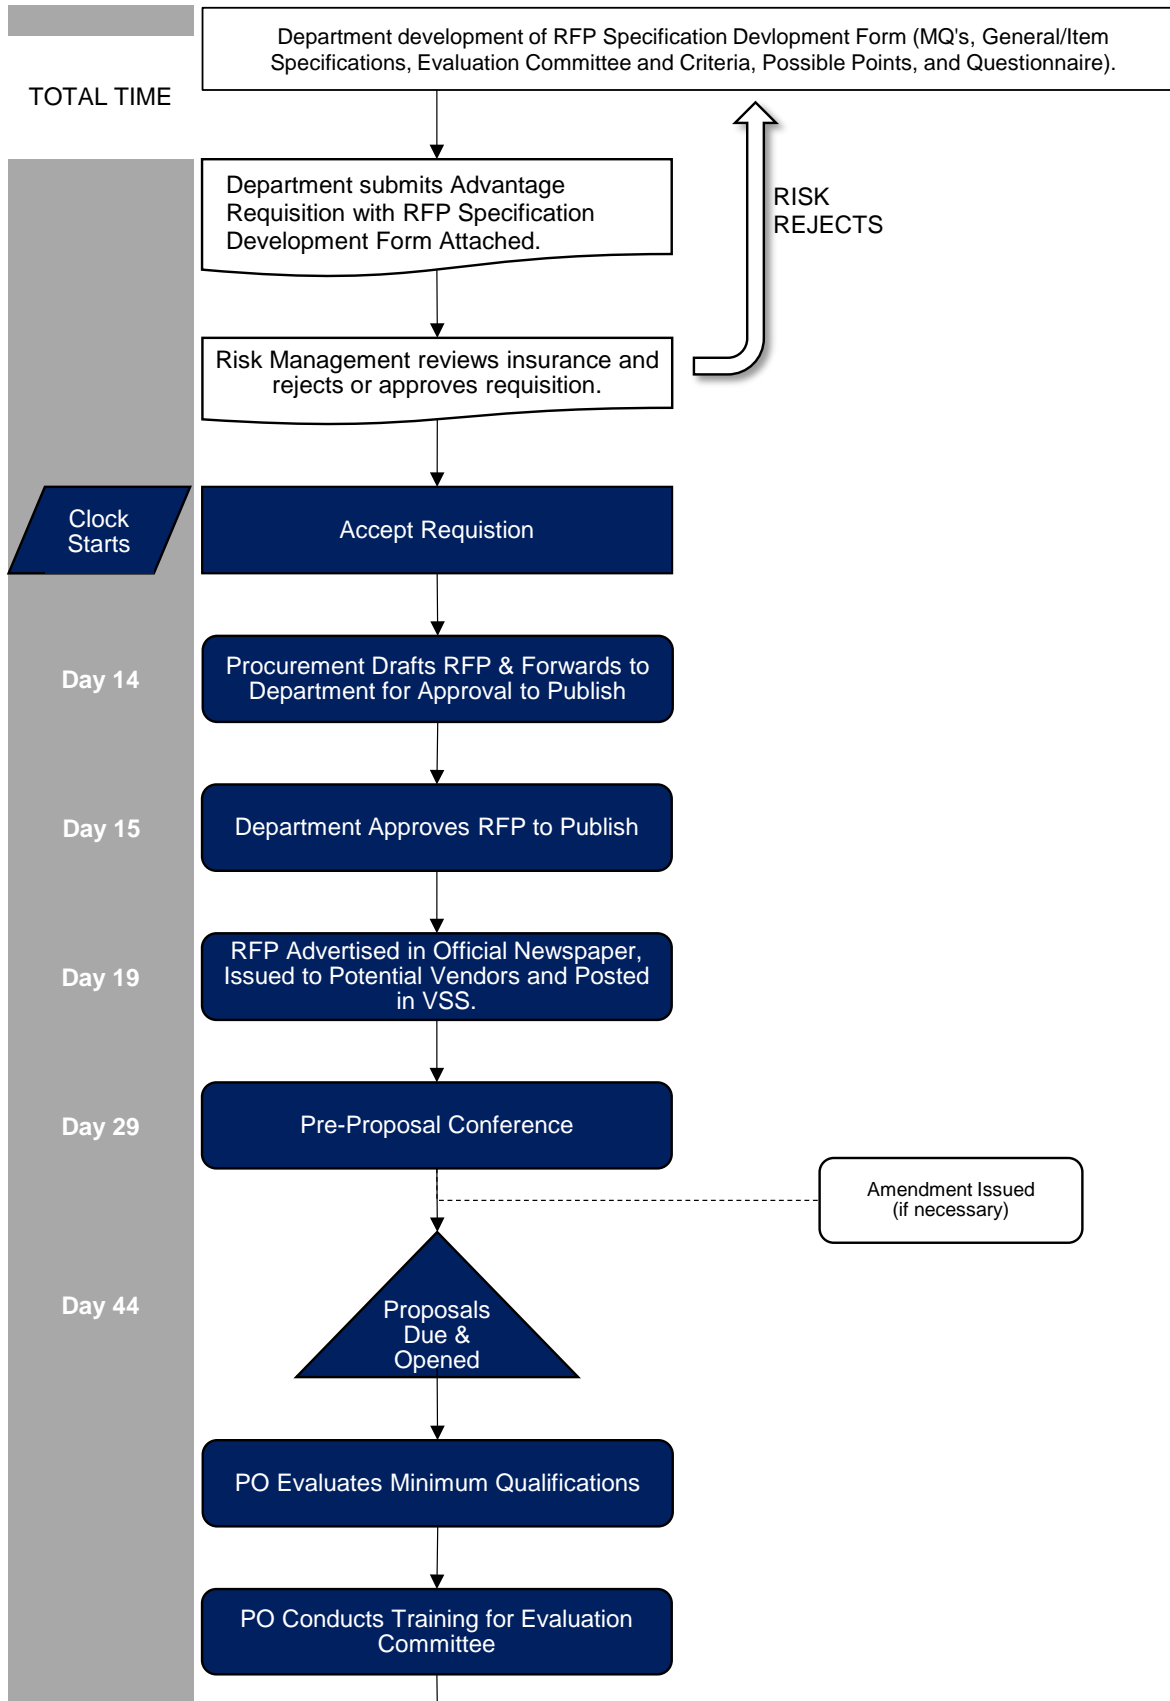 Department development of RFP Specification Devlopment Form (MQ's, General/Item
Specifications, Evaluation Committee and Criteria, Possible Points, and Questionnaire).
TOTAL TIME
Department submits Advantage
Requisition with RFP Specification
Development Form Attached.
RISK
REJECTS
Risk Management reviews insurance and
rejects or approves requisition.
Clock
Starts
Accept Requistion
Day 14
Procurement Drafts RFP & Forwards to
Department for Approval to Publish
Day 15
Department Approves RFP to Publish
Day 19
RFP Advertised in Official Newspaper,
Issued to Potential Vendors and Posted
in VSS.
Day 29
Pre-Proposal Conference
Amendment Issued
(if necessary)
Day 44
Proposals
Due &
Opened
PO Evaluates Minimum Qualifications
PO Conducts Training for Evaluation
Committee